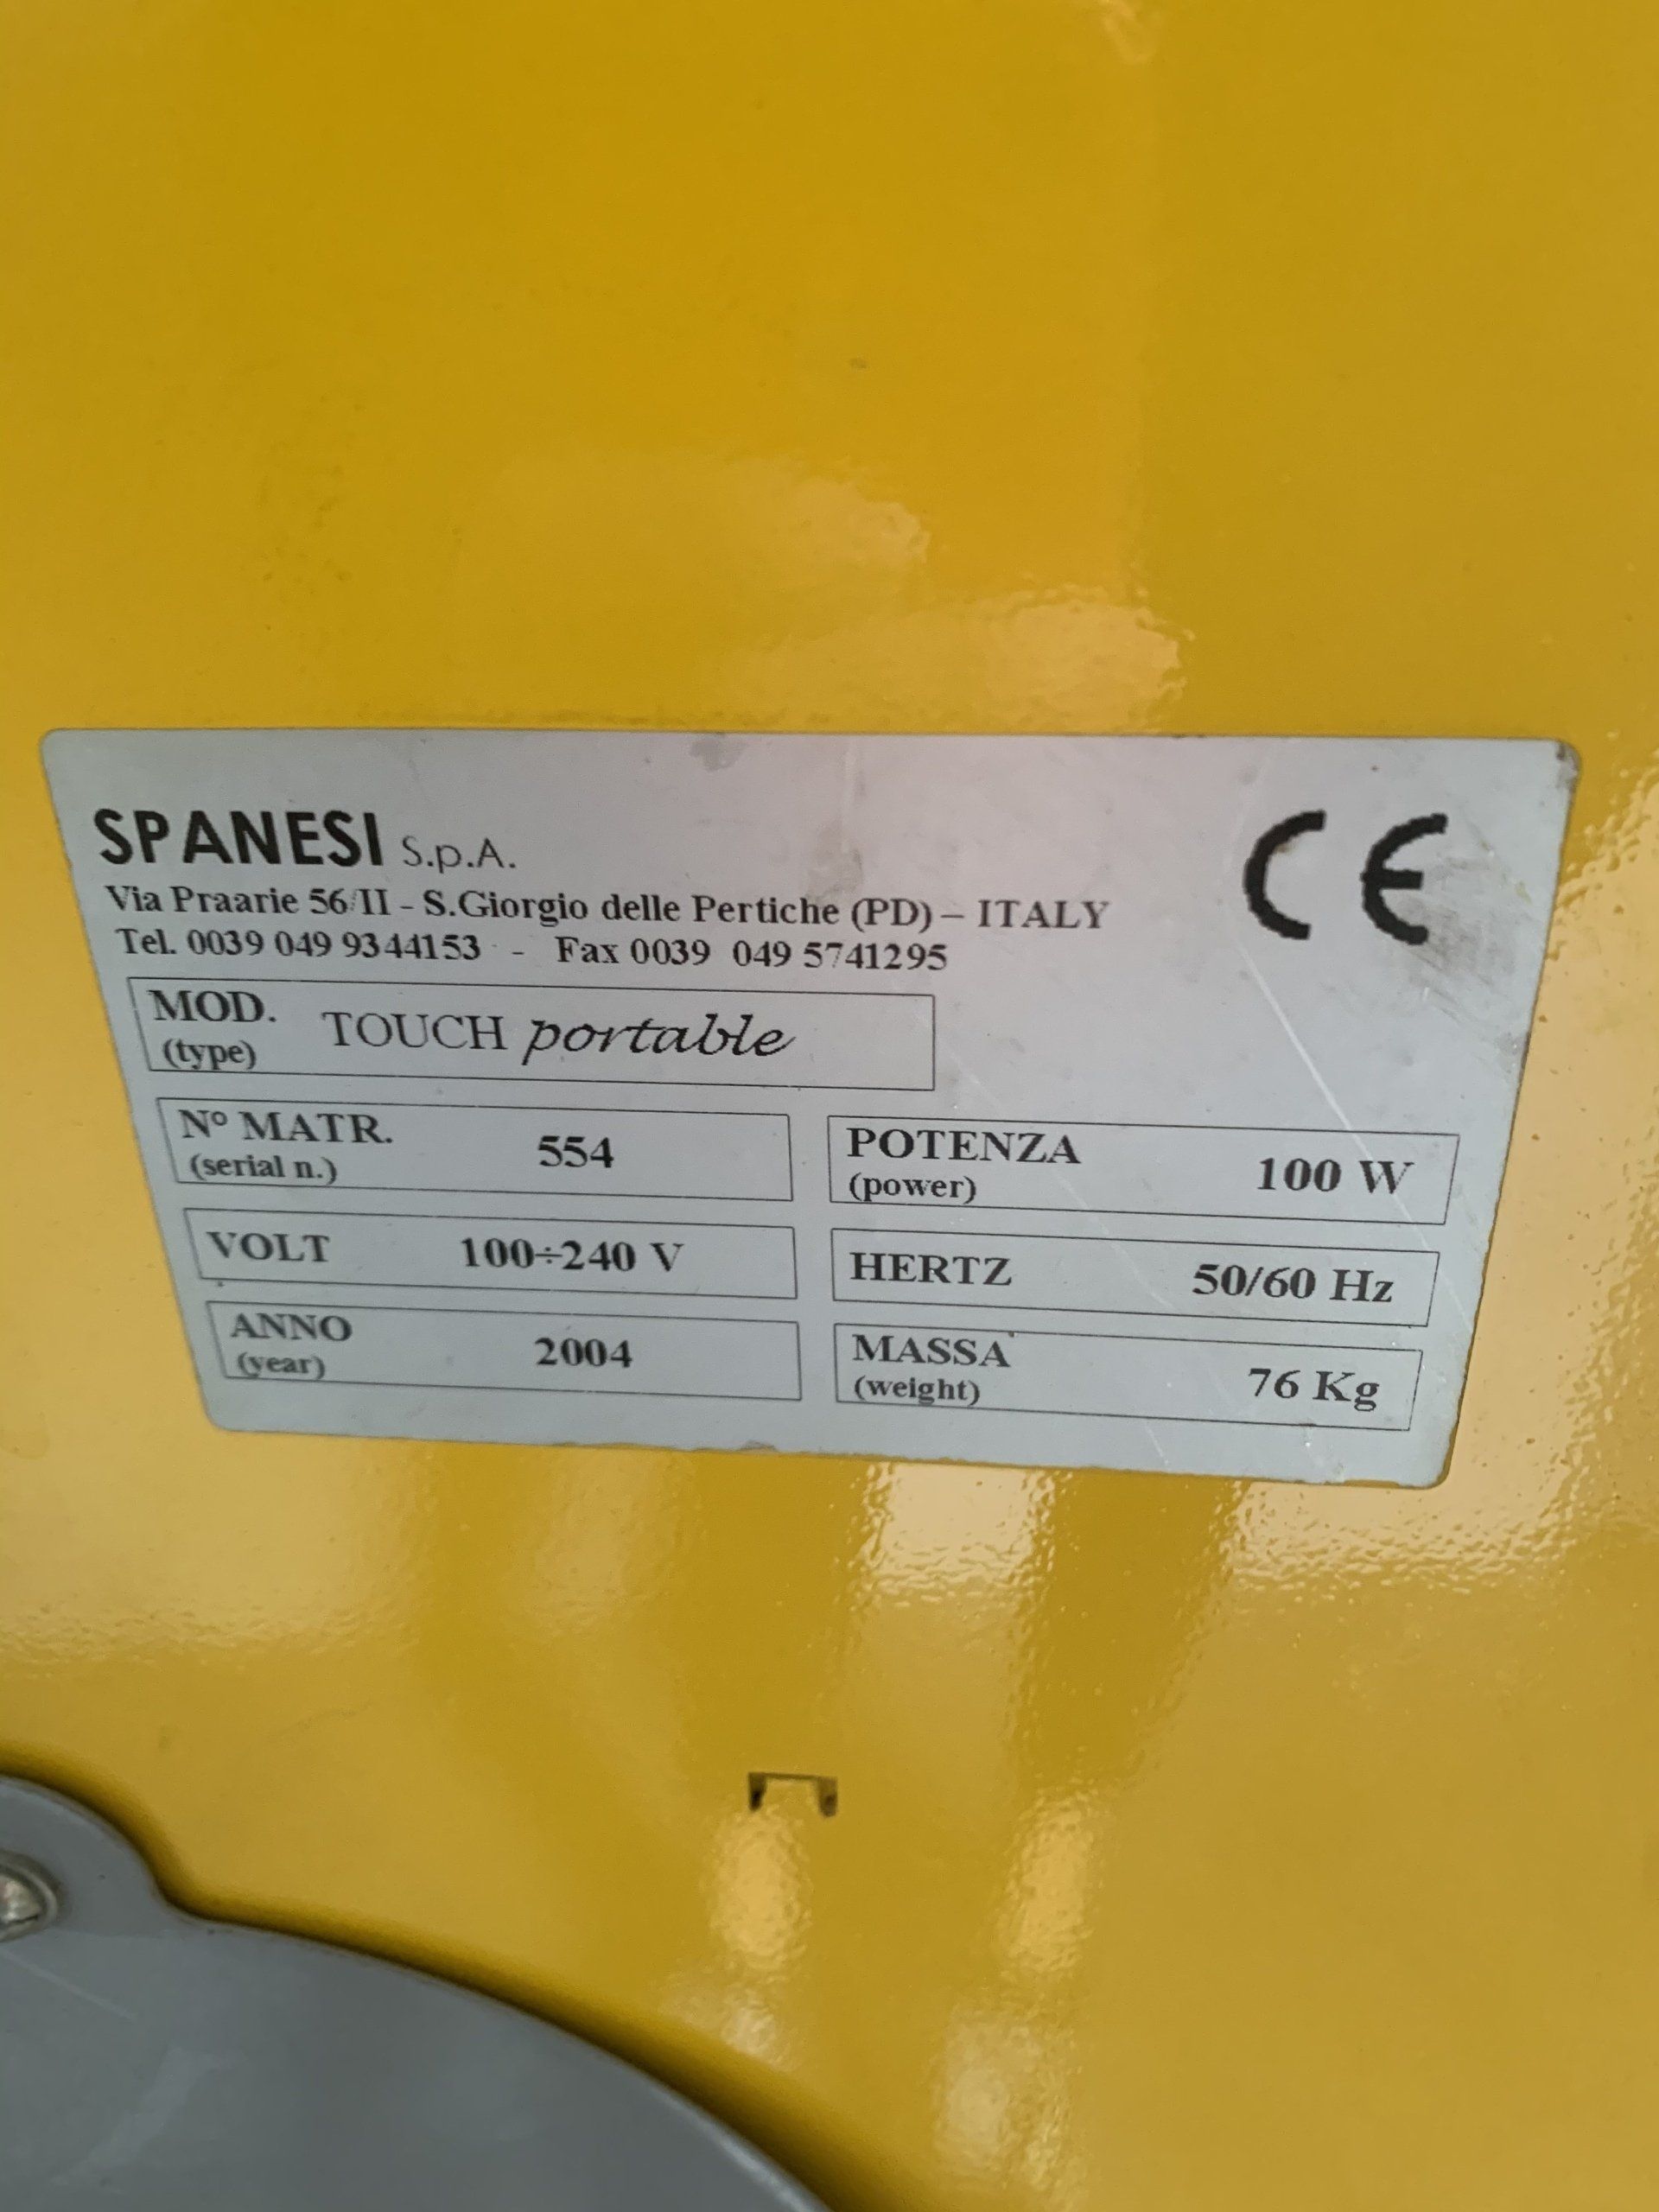 SPANESI S.p.A.
CE
Via Praarie 56/II - S.Giorgio delle Pertiche (PD) – ITALY
Tel. 0039 049 9344153 - Fax 0039 049 5741295
MOD. TOUCH portable
(type)
Nº MATR. 554
(serial n.)
POTENZA 100 W
(power)
VOLT 100÷240 V
HERTZ 50/60 Hz
ANNO 2004
(year)
MASSA 76 Kg
(weight)